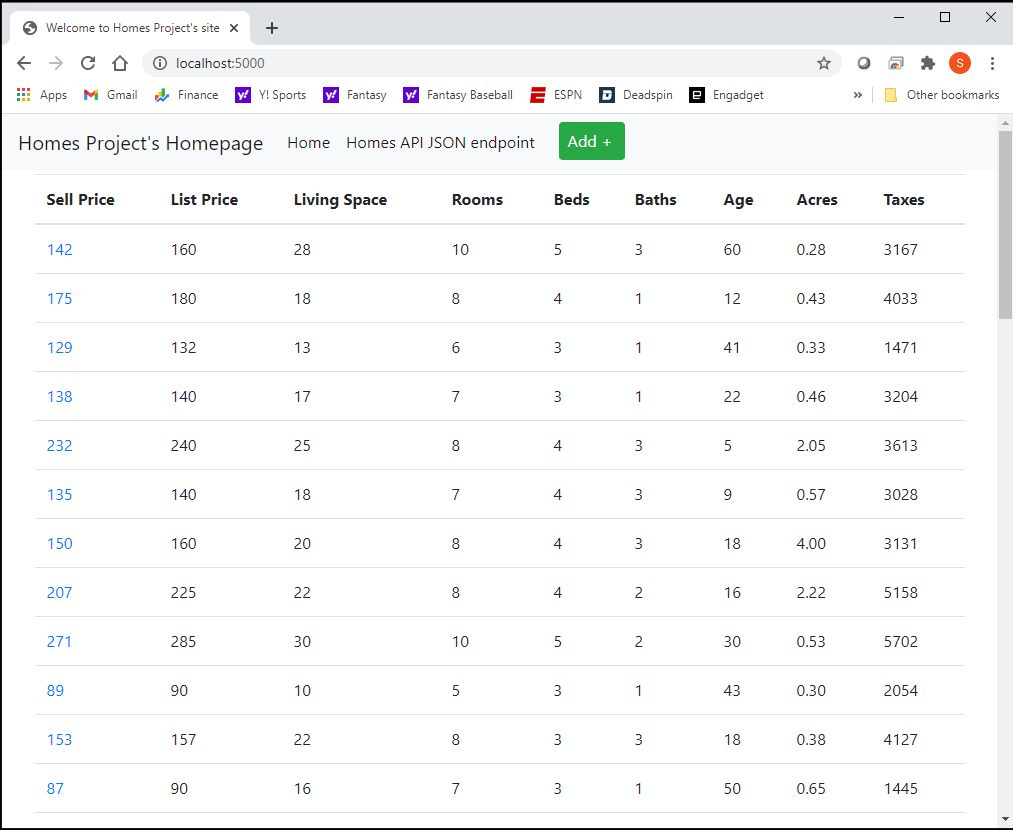 Welcome to Homes Project's site
localhost:5000
S
Apps Gmail Finance y! Y! Sports y! Fantasy y! Fantasy Baseball ESPN D Deadspin e Engadget » Other bookmarks
Homes Project's Homepage Home Homes API JSON endpoint Add +
Sell Price List Price Living Space Rooms Beds Baths Age Acres Taxes
142 160 28 10 5 3 60 0.28 3167
175 180 18 8 4 1 12 0.43 4033
129 132 13 6 3 1 41 0.33 1471
138 140 17 7 3 1 22 0.46 3204
232 240 25 8 4 3 5 2.05 3613
135 140 18 7 4 3 9 0.57 3028
150 160 20 8 4 3 18 4.00 3131
207 225 22 8 4 2 16 2.22 5158
271 285 30 10 5 2 30 0.53 5702
89 90 10 5 3 1 43 0.30 2054
153 157 22 8 3 3 18 0.38 4127
87 90 16 7 3 1 50 0.65 1445